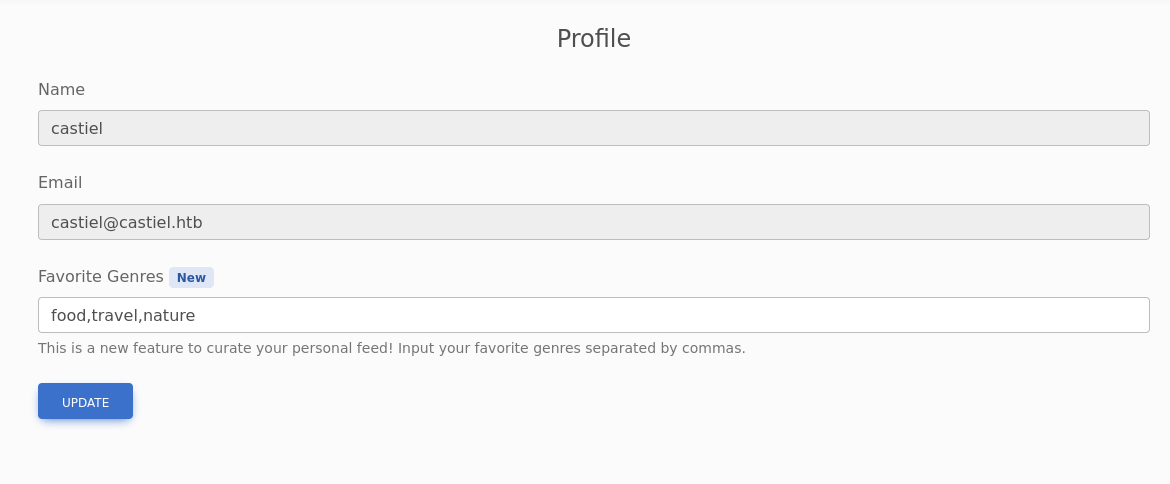 Profile
Name
castiel
Email
castiel@castiel.htb
Favorite Genres New
food,travel,nature
This is a new feature to curate your personal feed! Input your favorite genres separated by commas.
UPDATE